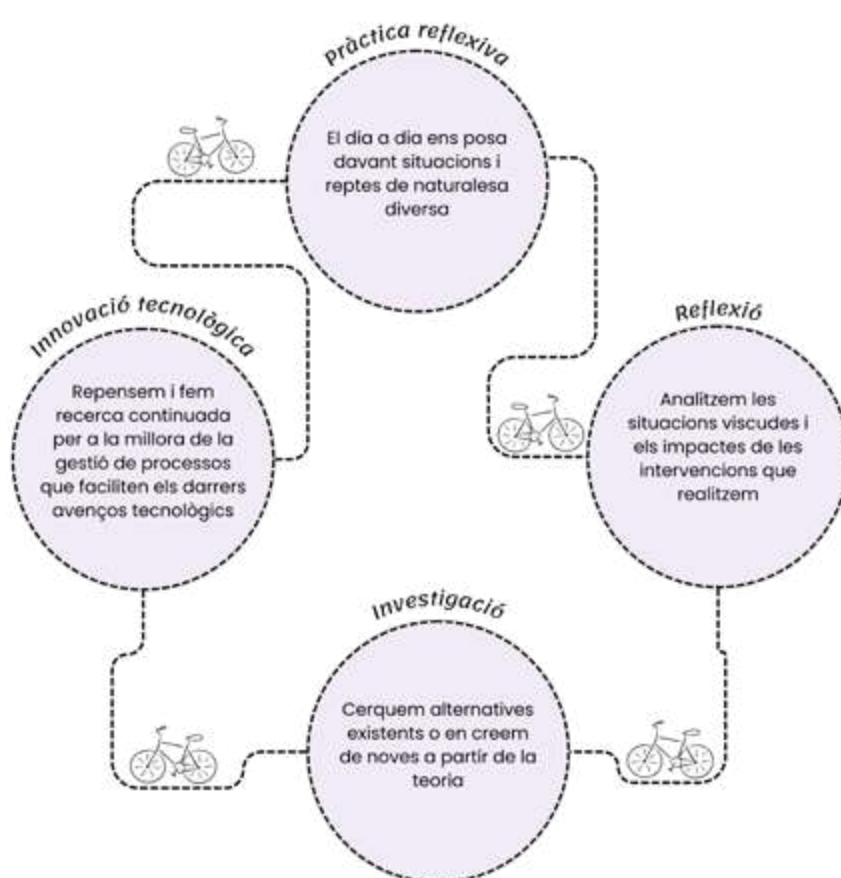 Pràctica reflexiva
El dia a dia ens posa
davant situacions i
reptes de naturalesa
diversa
Reflexió
Analitzem les
situacions viscudes i
els impactes de les
intervencions que
realitzem
Investigació
Cerquem alternatives
existents o en creem
de noves a partir de la
teoria
Innovació tecnològica
Repensem i fem
recerca continuada
per a la millora de la
gestió de processos
que faciliten els darrers
avenços tecnològics